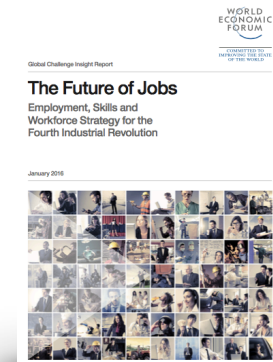 WORLD
ECONOMIC
FORUM
COMMITTED TO
IMPROVING THE STATE
OF THE WORLD
Global Challenge Insight Report
The Future of Jobs
Employment, Skills and
Workforce Strategy for the
Fourth Industrial Revolution
January 2016